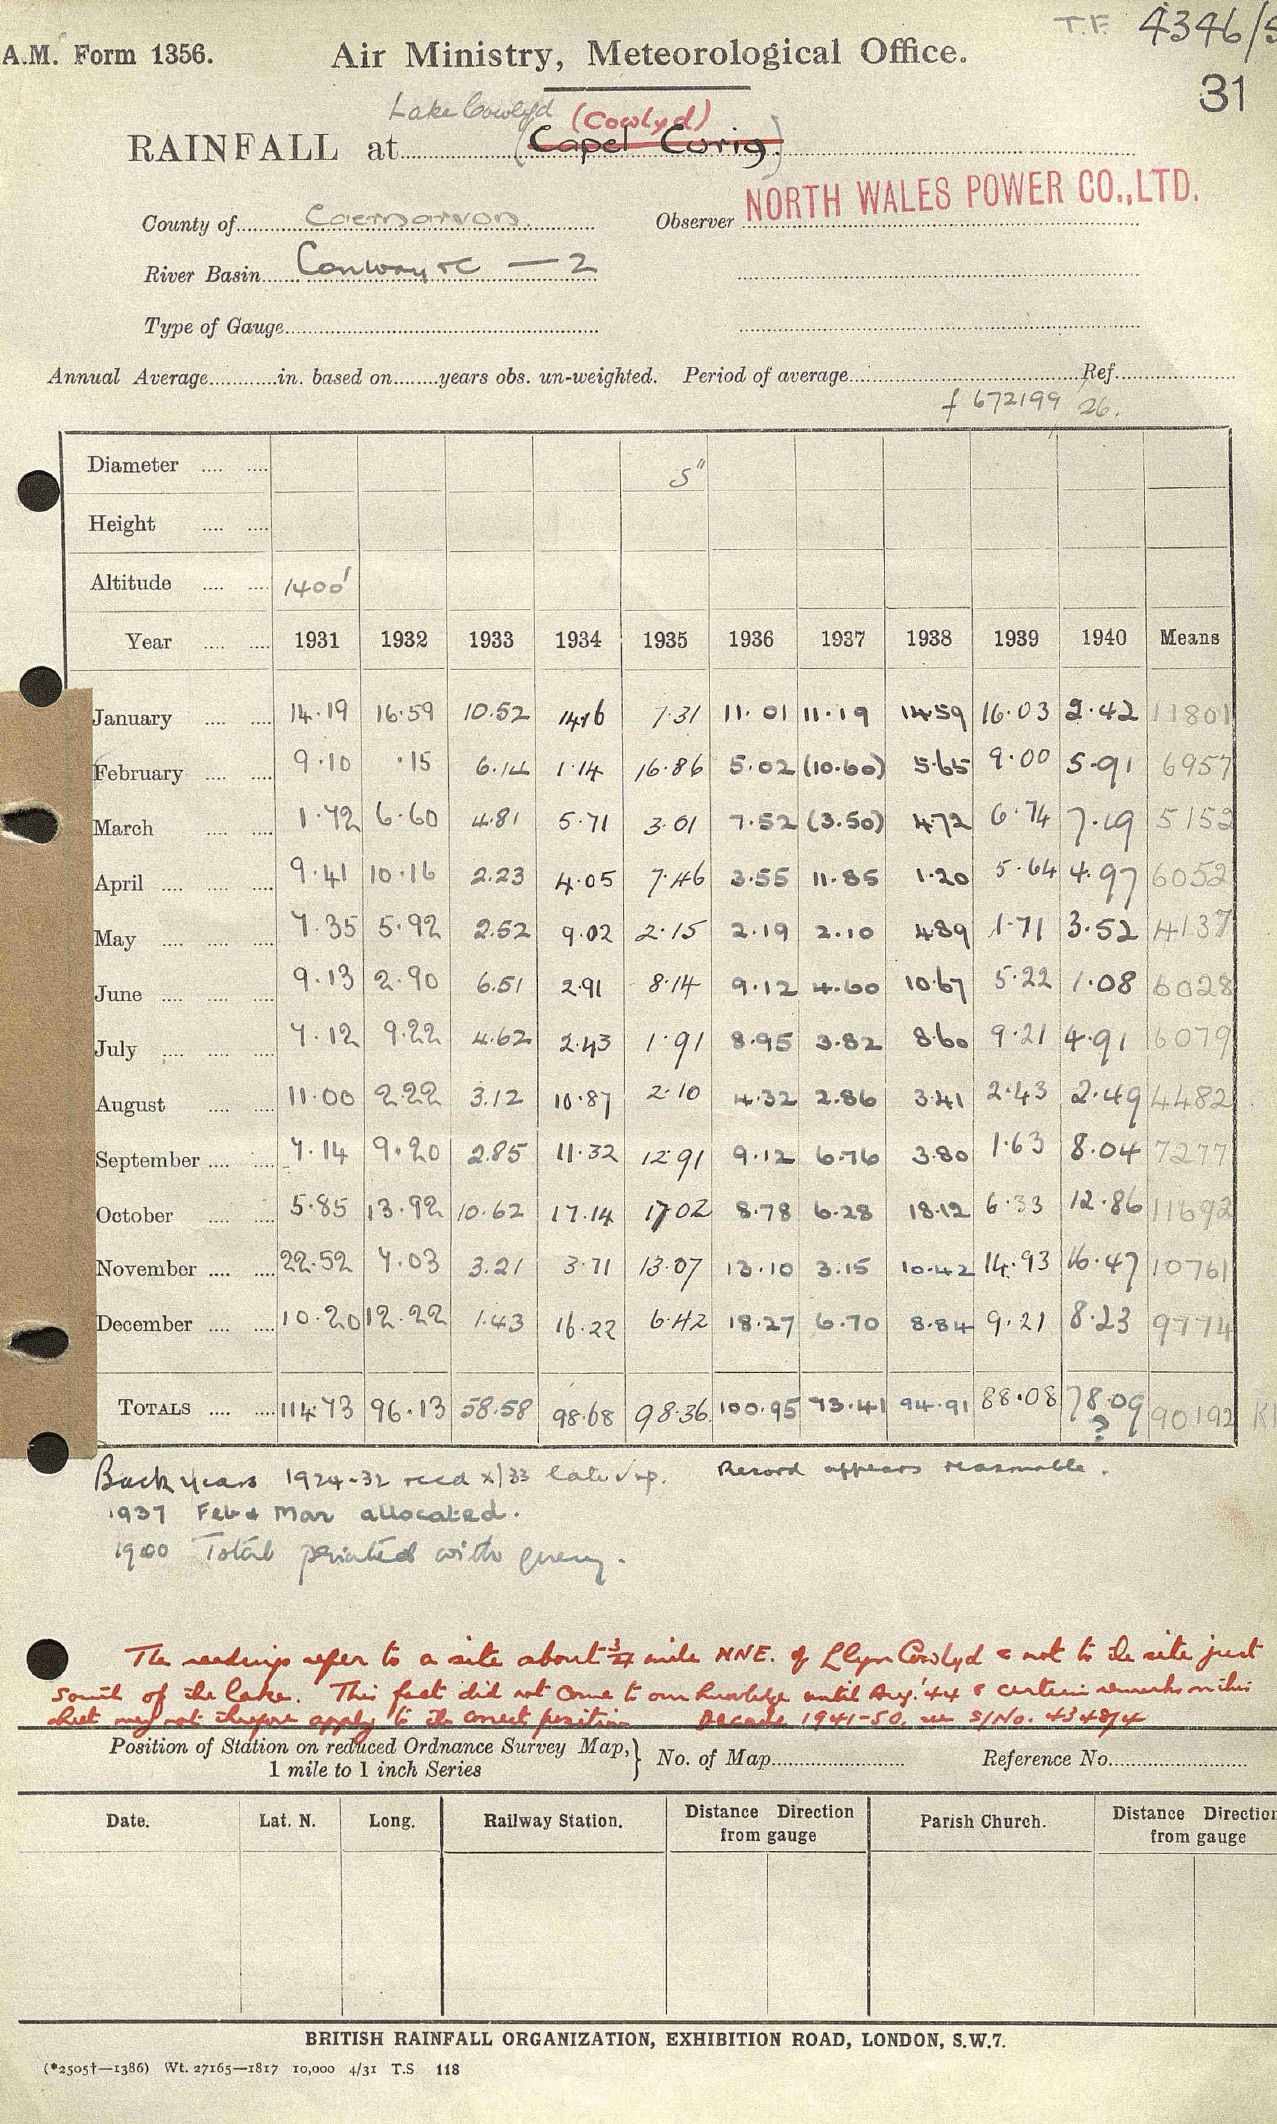 T.F. 4346/5
A.M. Form 1356. Air Ministry, Meteorological Office.
31
Lake Cowlyd (Cowlyd)
RAINFALL at (Capel Curig.)
NORTH WALES POWER CO., LTD.
County of Caernarvon. Observer
River Basin Conway &c — 2
Type of Gauge
Annual Average in. based on years obs. un-weighted. Period of average Ref.
f 672199 26.
Diameter 5"
Height
Altitude 1400'
Year 1931 1932 1933 1934 1935 1936 1937 1938 1939 1940 Means
January 14.19 16.59 10.52 14.16 7.31 11.01 11.19 14.59 16.03 2.42 11801
February 9.10 .15 6.14 1.14 16.86 5.02 (10.60) 5.65 9.00 5.91 6957
March 1.72 6.60 4.81 5.71 3.01 7.52 (3.50) 4.72 6.74 7.19 5152
April 9.41 10.16 2.23 4.05 7.46 3.55 11.85 1.20 5.64 4.97 6052
May 7.35 5.92 2.52 9.02 2.15 2.19 2.10 4.89 1.71 3.52 4137
June 9.13 2.90 6.51 2.91 8.14 9.12 4.60 10.67 5.22 1.08 6028
July 7.12 9.22 4.62 2.43 1.91 8.95 3.82 8.60 9.21 4.91 6079
August 11.00 2.22 3.12 10.87 2.10 4.32 2.86 3.41 2.43 2.49 4482
September 7.14 9.20 2.85 11.32 12.91 9.12 6.76 3.80 1.63 8.04 7277
October 5.85 13.92 10.62 17.14 17.02 8.78 6.28 18.12 6.33 12.86 11692
November 22.52 7.03 3.21 3.71 13.07 13.10 3.15 10.42 14.93 16.47 10761
December 10.20 12.22 1.43 16.22 6.42 18.27 6.70 8.84 9.21 8.23 9774
TOTALS 114.73 96.13 58.58 98.68 98.36 100.95 73.41 94.91 88.08 78.09 90192
?
Back years 1924-32 recd x/33 late Record appears reasonable.
1937 Feb & Mar allocated.
1940 Total printed with query.
The readings refer to a site about 3/4 mile NNE. of Llyn Cowlyd & not to the site just
south of the lake. This fact did not come to our knowledge until Aug. '44 & certain remarks on this
sheet may not therefore apply to the correct position Decade 1941-50. see S/No. 4348/4
Position of Station on reduced Ordnance Survey Map, } No. of Map Reference No.
1 mile to 1 inch Series
Date. Lat. N. Long. Railway Station. Distance Direction from gauge Parish Church. Distance Direction from gauge
BRITISH RAINFALL ORGANIZATION, EXHIBITION ROAD, LONDON, S.W.7.
(*2505†—1386) Wt. 27165—1817 10,000 4/31 T.S 118